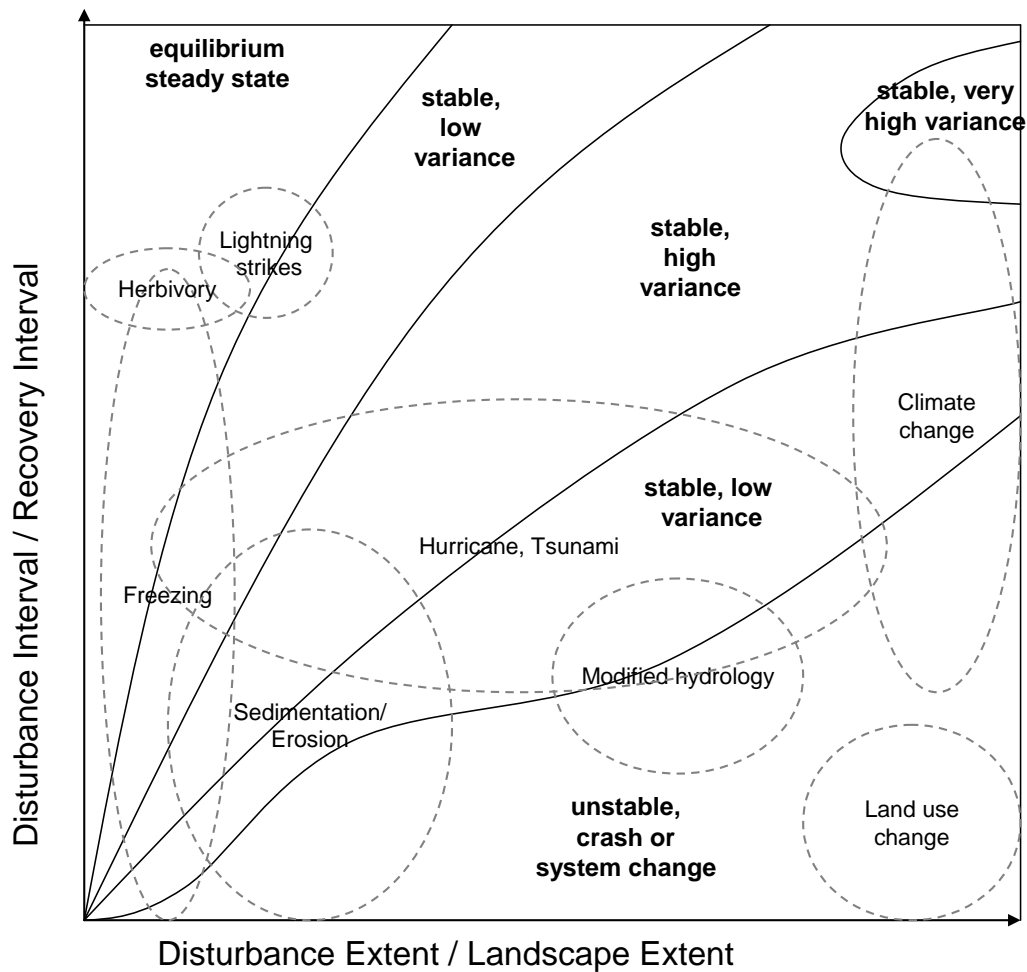 equilibrium
steady state
stable,
low
variance
stable, very
high variance
Lightning
strikes
Herbivory
stable,
high
variance
Climate
change
stable, low
variance
Hurricane, Tsunami
Freezing
Modified hydrology
Sedimentation/
Erosion
unstable,
crash or
system change
Land use
change
Disturbance Interval / Recovery Interval
Disturbance Extent / Landscape Extent